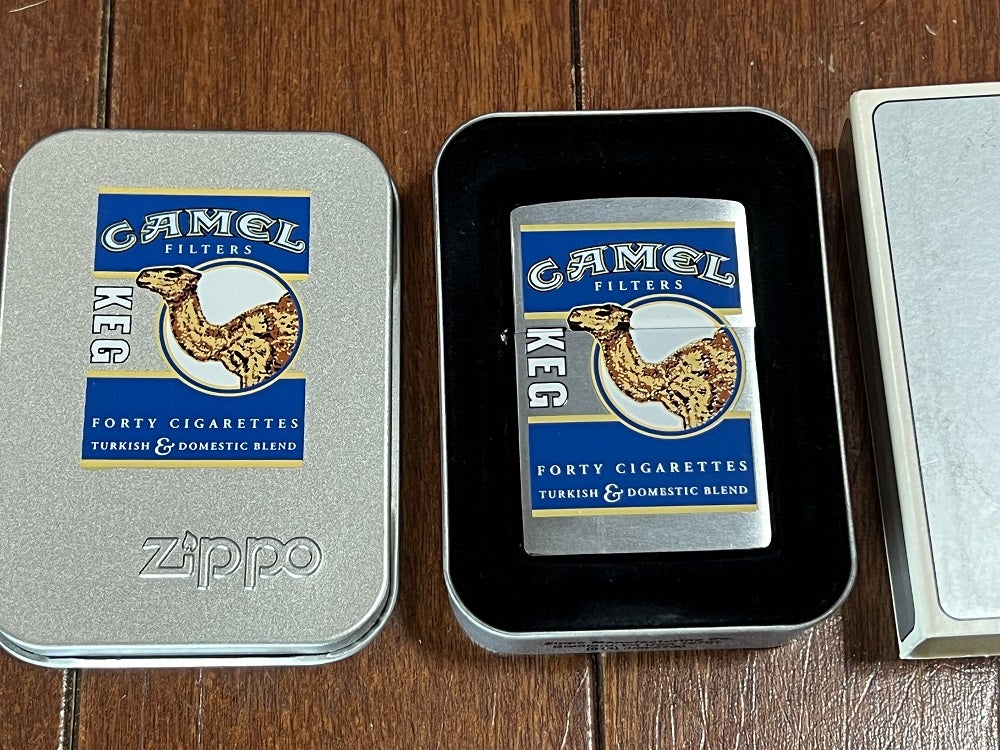 CAMEL
FILTERS
KEG
FORTY CIGARETTES
TURKISH & DOMESTIC BLEND
Zippo
CAMEL
FILTERS
KEG
FORTY CIGARETTES
TURKISH & DOMESTIC BLEND